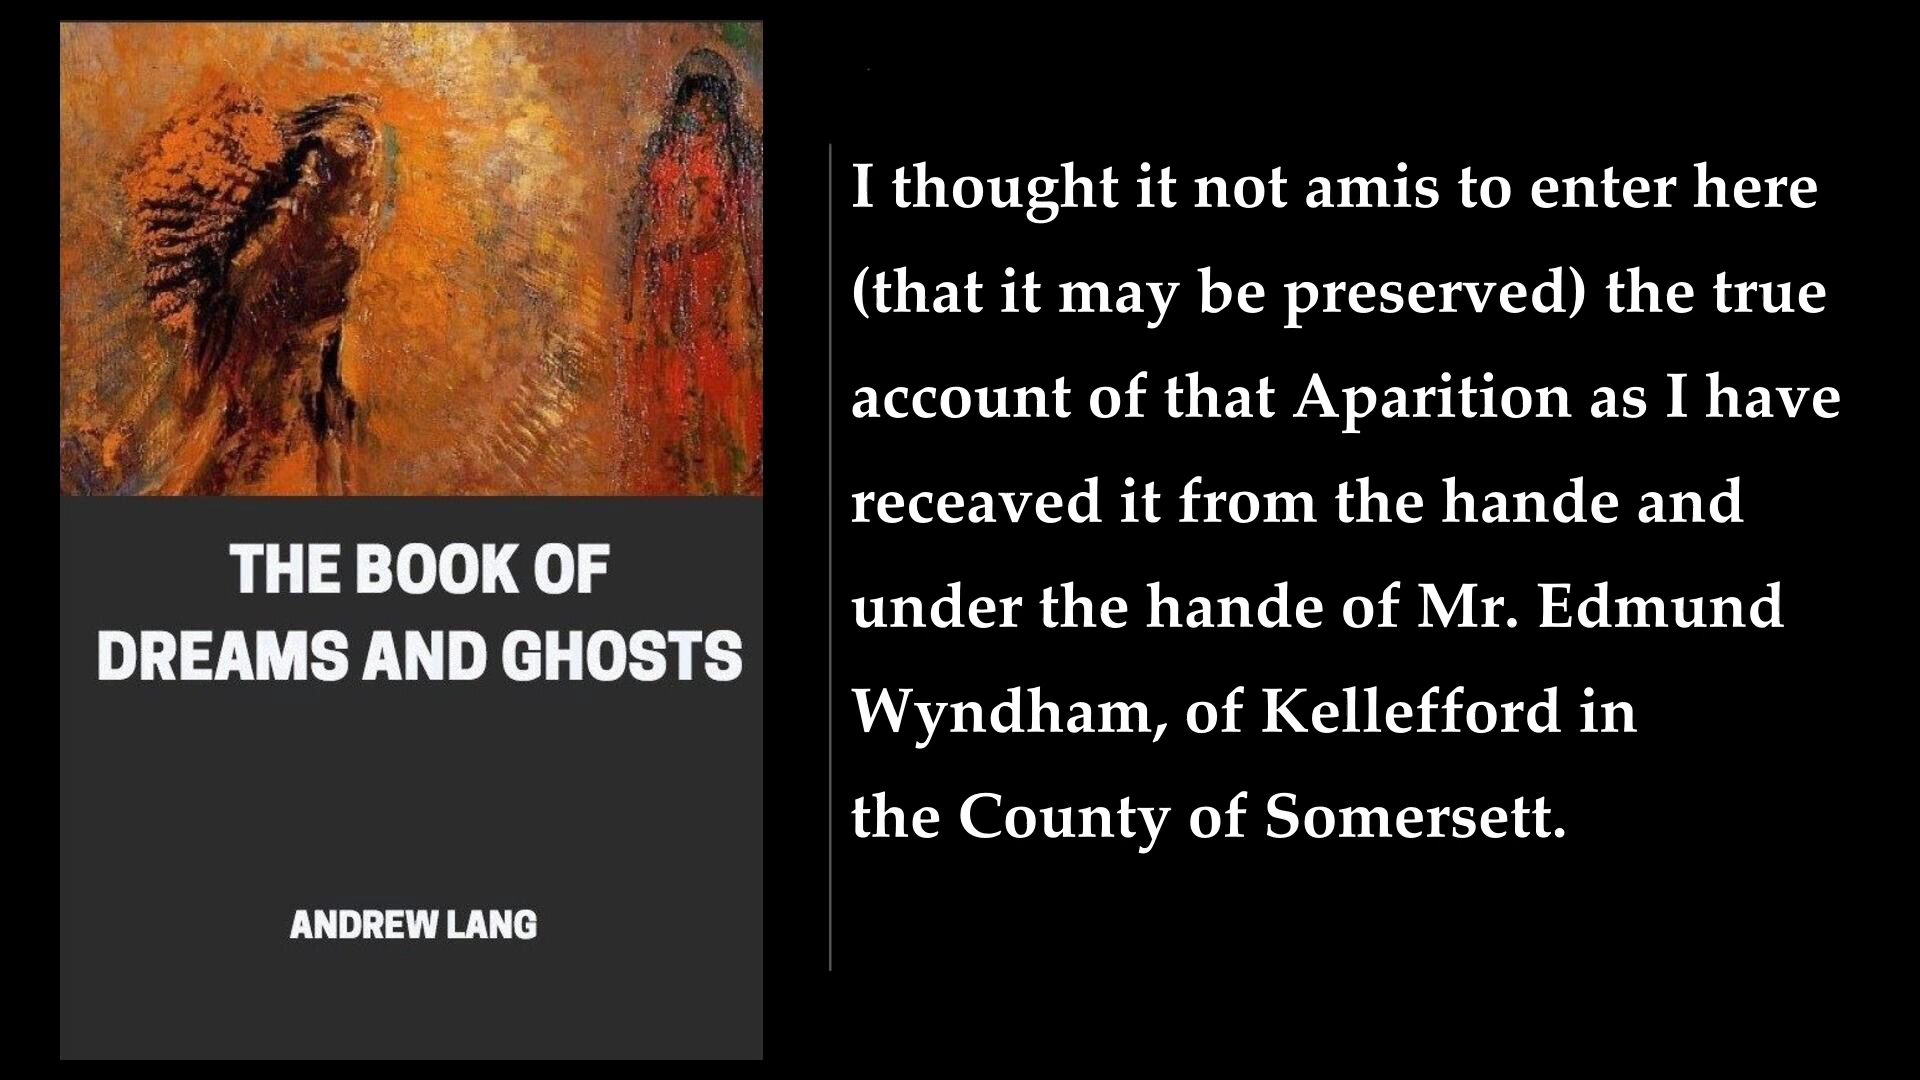 THE BOOK OF
DREAMS AND GHOSTS
ANDREW LANG
I thought it not amis to enter here
(that it may be preserved) the true
account of that Aparition as I have
receaved it from the hande and
under the hande of Mr. Edmund
Wyndham, of Kellefford in
the County of Somersett.